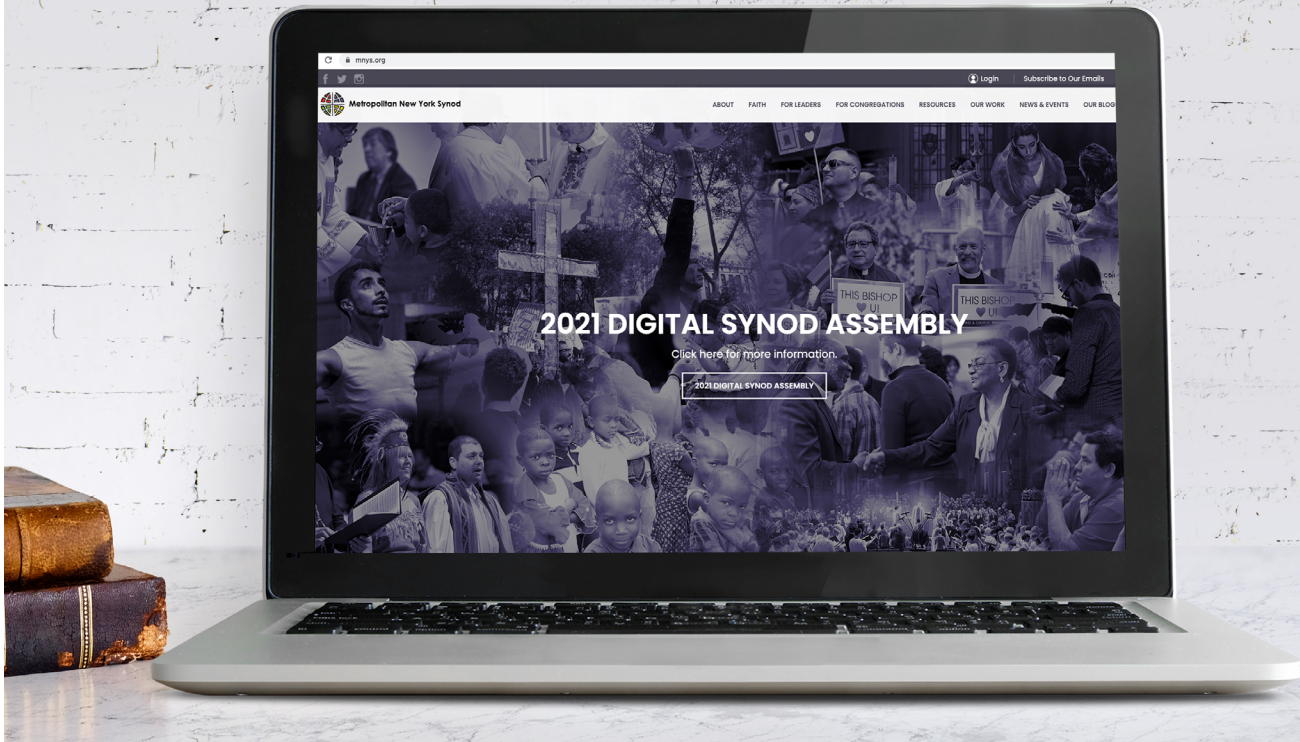 mnys.org
Login
Subscribe to Our Emails
Metropolitan New York Synod
ABOUT FAITH FOR LEADERS FOR CONGREGATIONS RESOURCES OUR WORK NEWS & EVENTS OUR BLOG
THIS BISHOP
♥ U!
THIS BISHOP
♥ U!
2021 DIGITAL SYNOD ASSEMBLY
Click here for more information.
2021 DIGITAL SYNOD ASSEMBLY